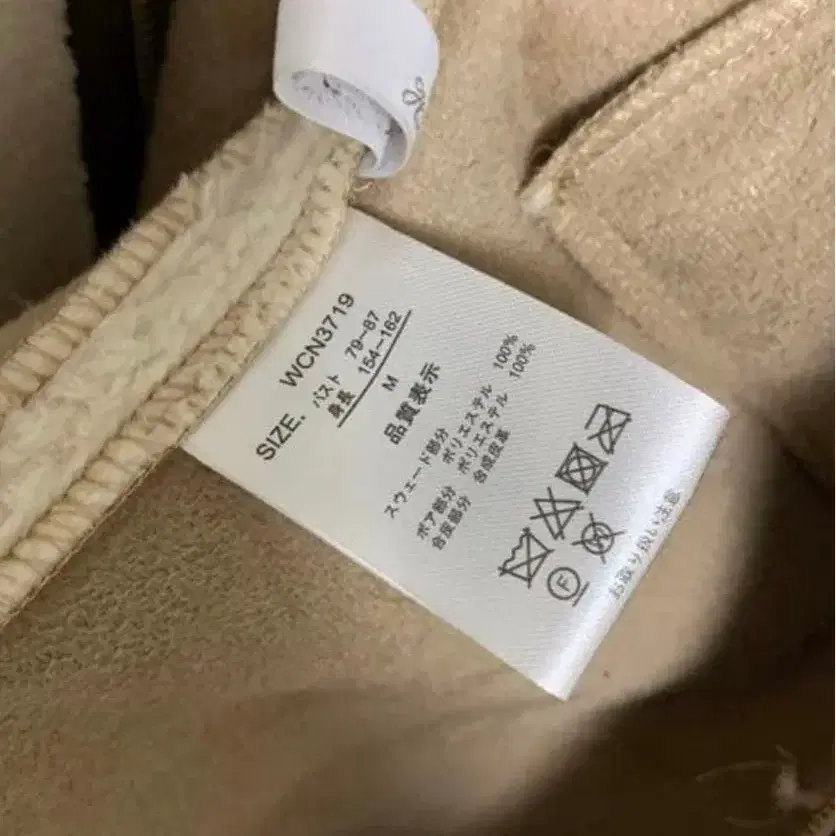 WCN3719
SIZE.
バスト 79-87
身長 154-162
M
品質表示
スウェード部分 ポリエステル 100%
ボア部分 ポリエステル 100%
合皮部分 合成皮革
F
お取り扱い注意